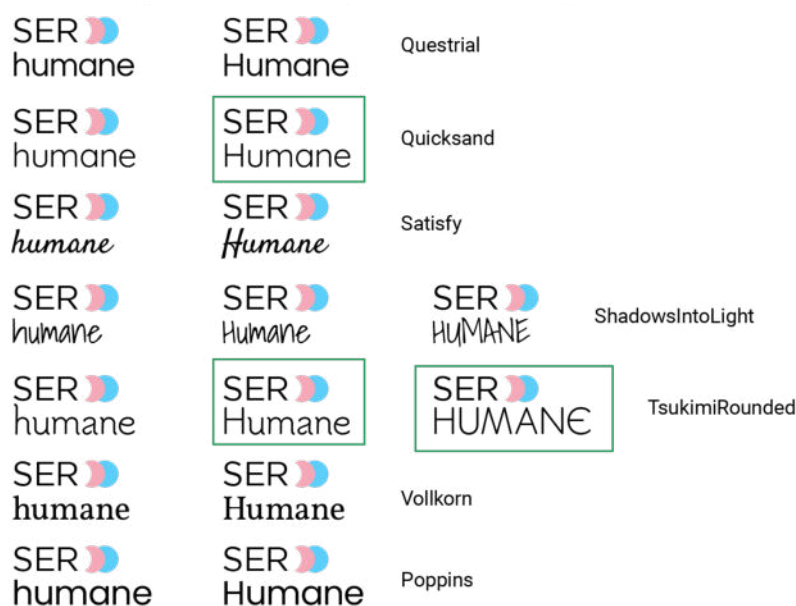 SER SER
humane Humane Questrial
SER SER
humane Humane Quicksand
SER SER
humane Humane Satisfy
SER SER SER
humane Humane HUMANE ShadowsIntoLight
SER SER SER
humane Humane HUMANE TsukimiRounded
SER SER
humane Humane Vollkorn
SER SER
humane Humane Poppins